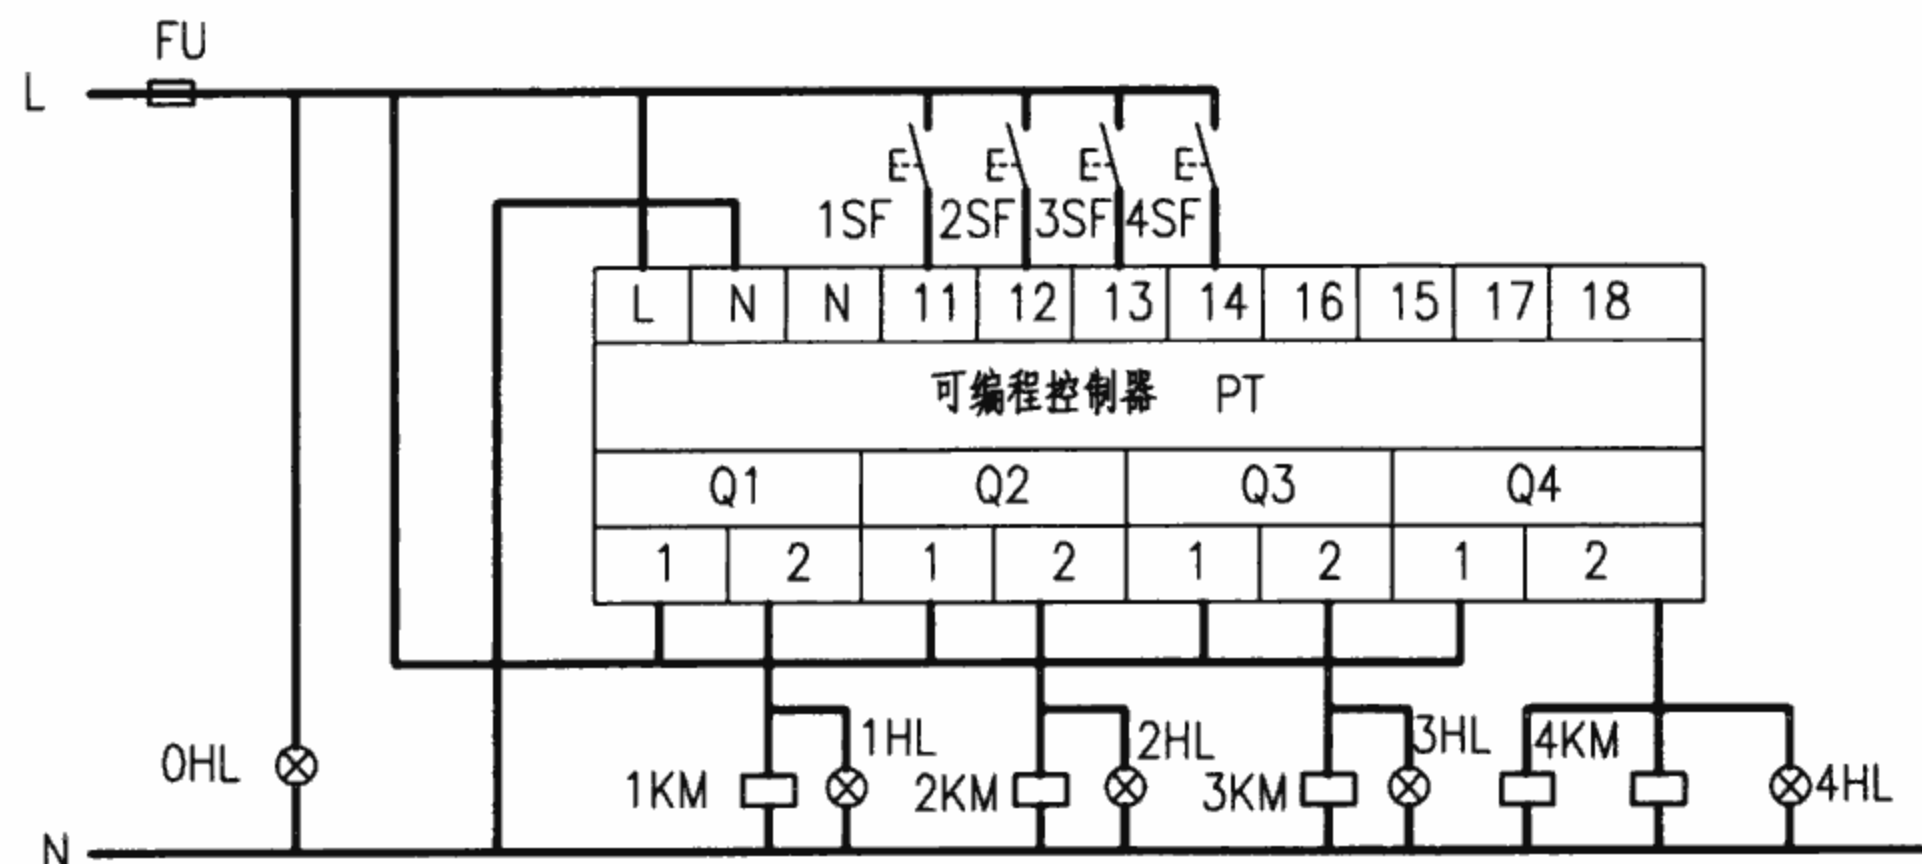 FU
L
1SF 2SF 3SF 4SF
L N N 11 12 13 14 16 15 17 18
可编程控制器 PT
Q1 Q2 Q3 Q4
1 2 1 2 1 2 1 2
1HL 2HL 3HL 4KM
0HL 1KM 2KM 3KM 4HL
N